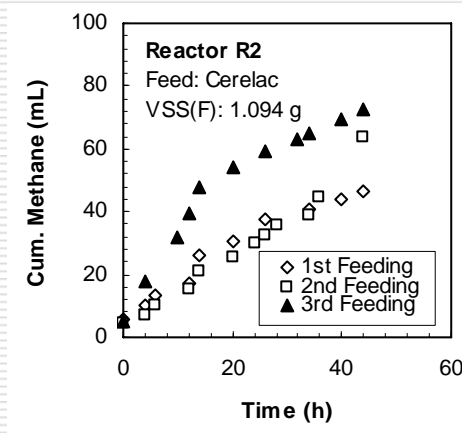 100
80
60
40
20
0
Cum. Methane (mL)
Reactor R2
Feed: Cerelac
VSS(F): 1.094 g
1st Feeding
2nd Feeding
3rd Feeding
0 20 40 60
Time (h)